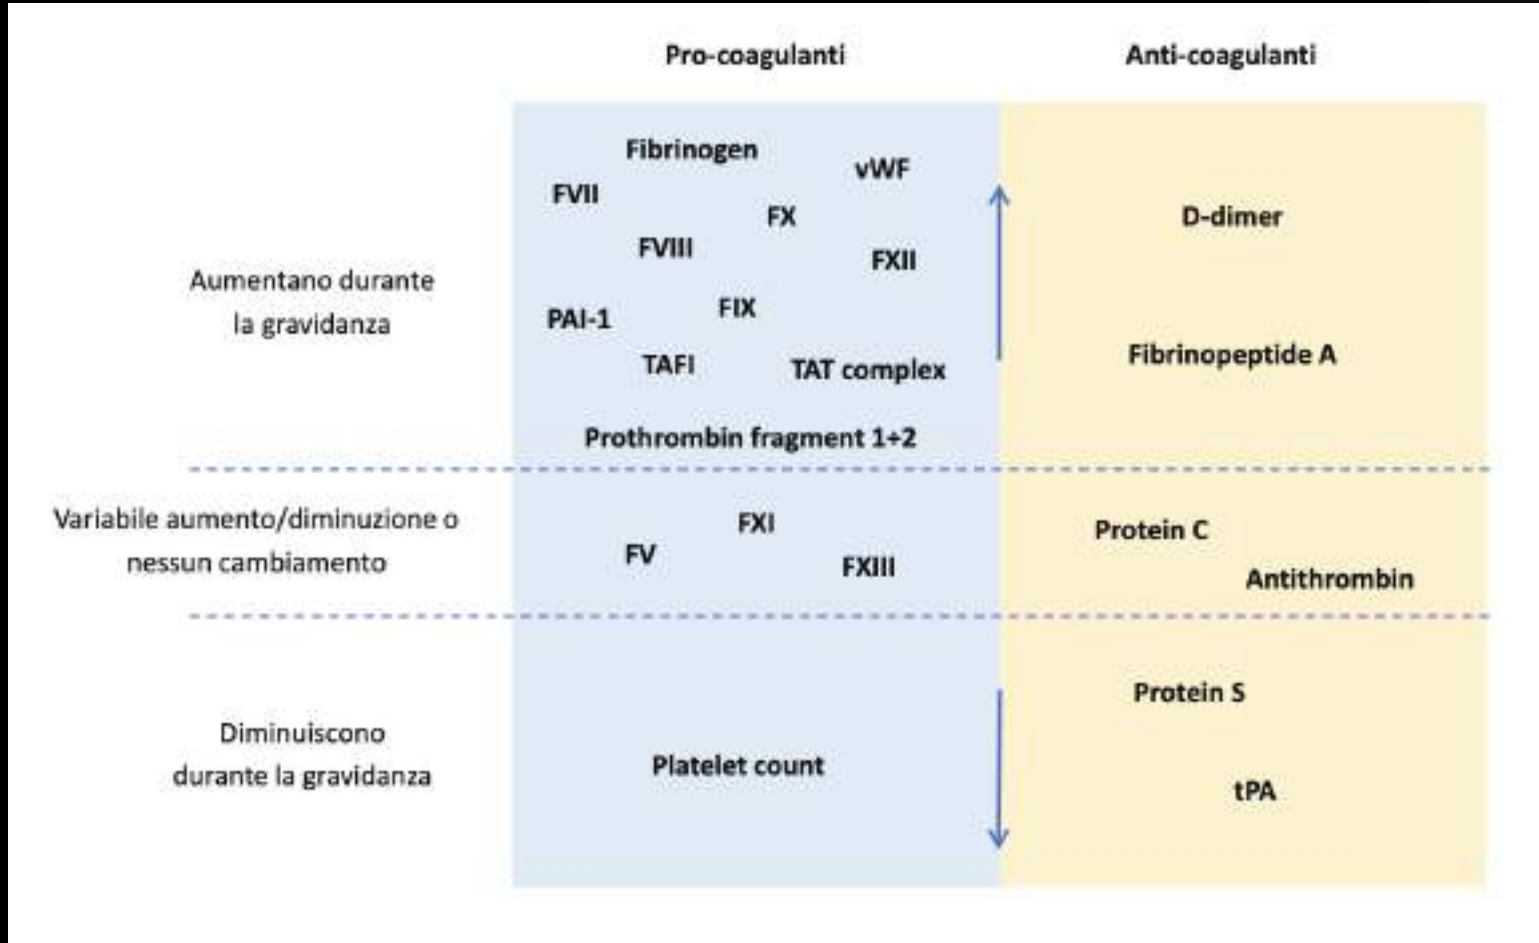 Pro-coagulanti
Anti-coagulanti
Aumentano durante
la gravidanza
Fibrinogen
vWF
FVII
FX
FVIII
FXII
FIX
PAI-1
TAFI
TAT complex
Prothrombin fragment 1+2
D-dimer
Fibrinopeptide A
Variabile aumento/diminuzione o
nessun cambiamento
FXI
FV
FXIII
Protein C
Antithrombin
Diminuiscono
durante la gravidanza
Platelet count
Protein S
tPA